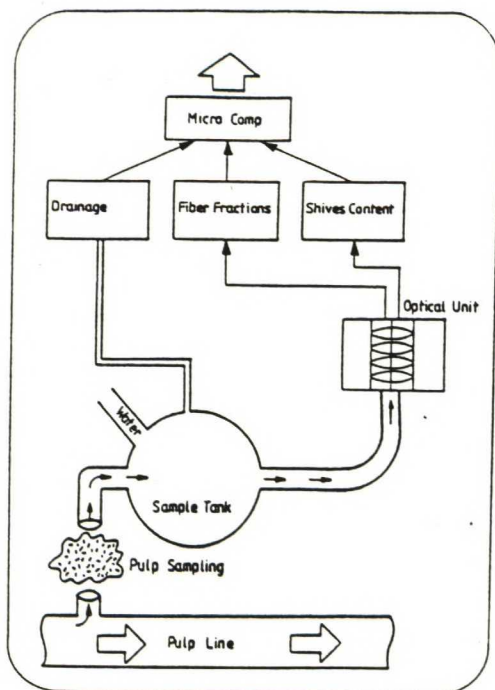 Micro Comp
Drainage
Fiber Fractions
Shives Content
Optical Unit
Water
Sample Tank
Pulp Sampling
Pulp Line